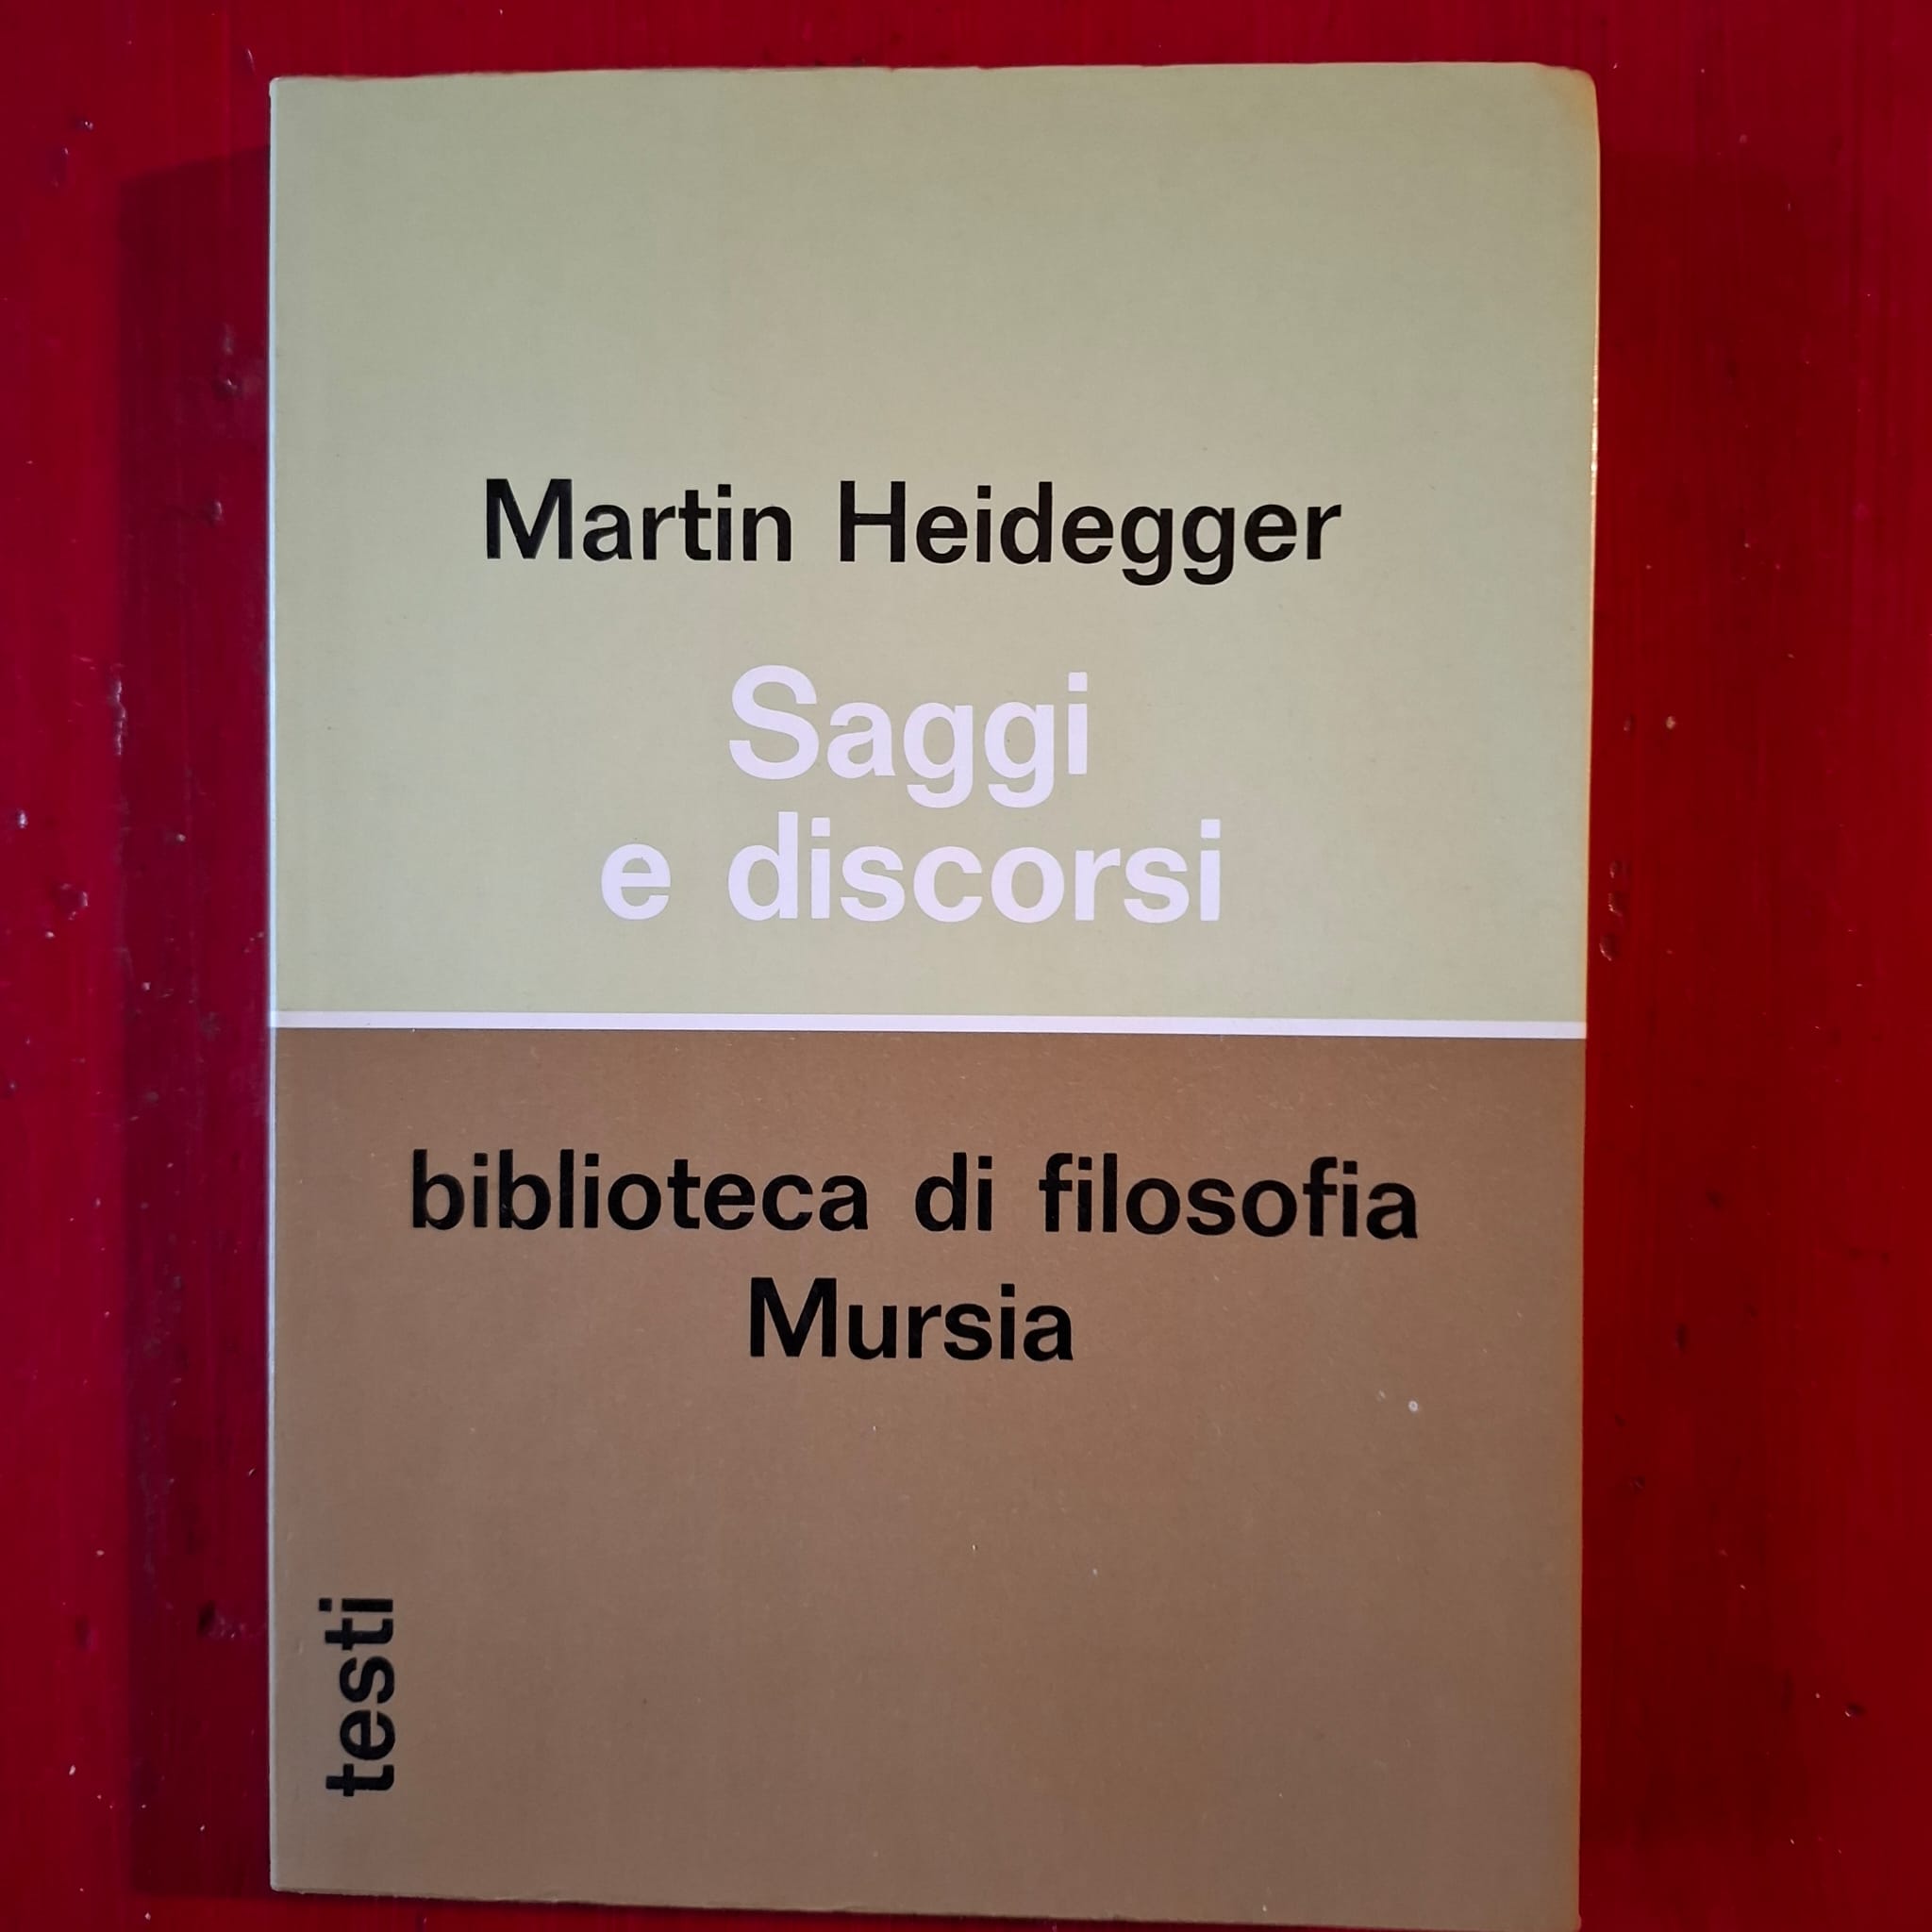 Martin Heidegger
Saggi
e discorsi
biblioteca di filosofia
Mursia
testi